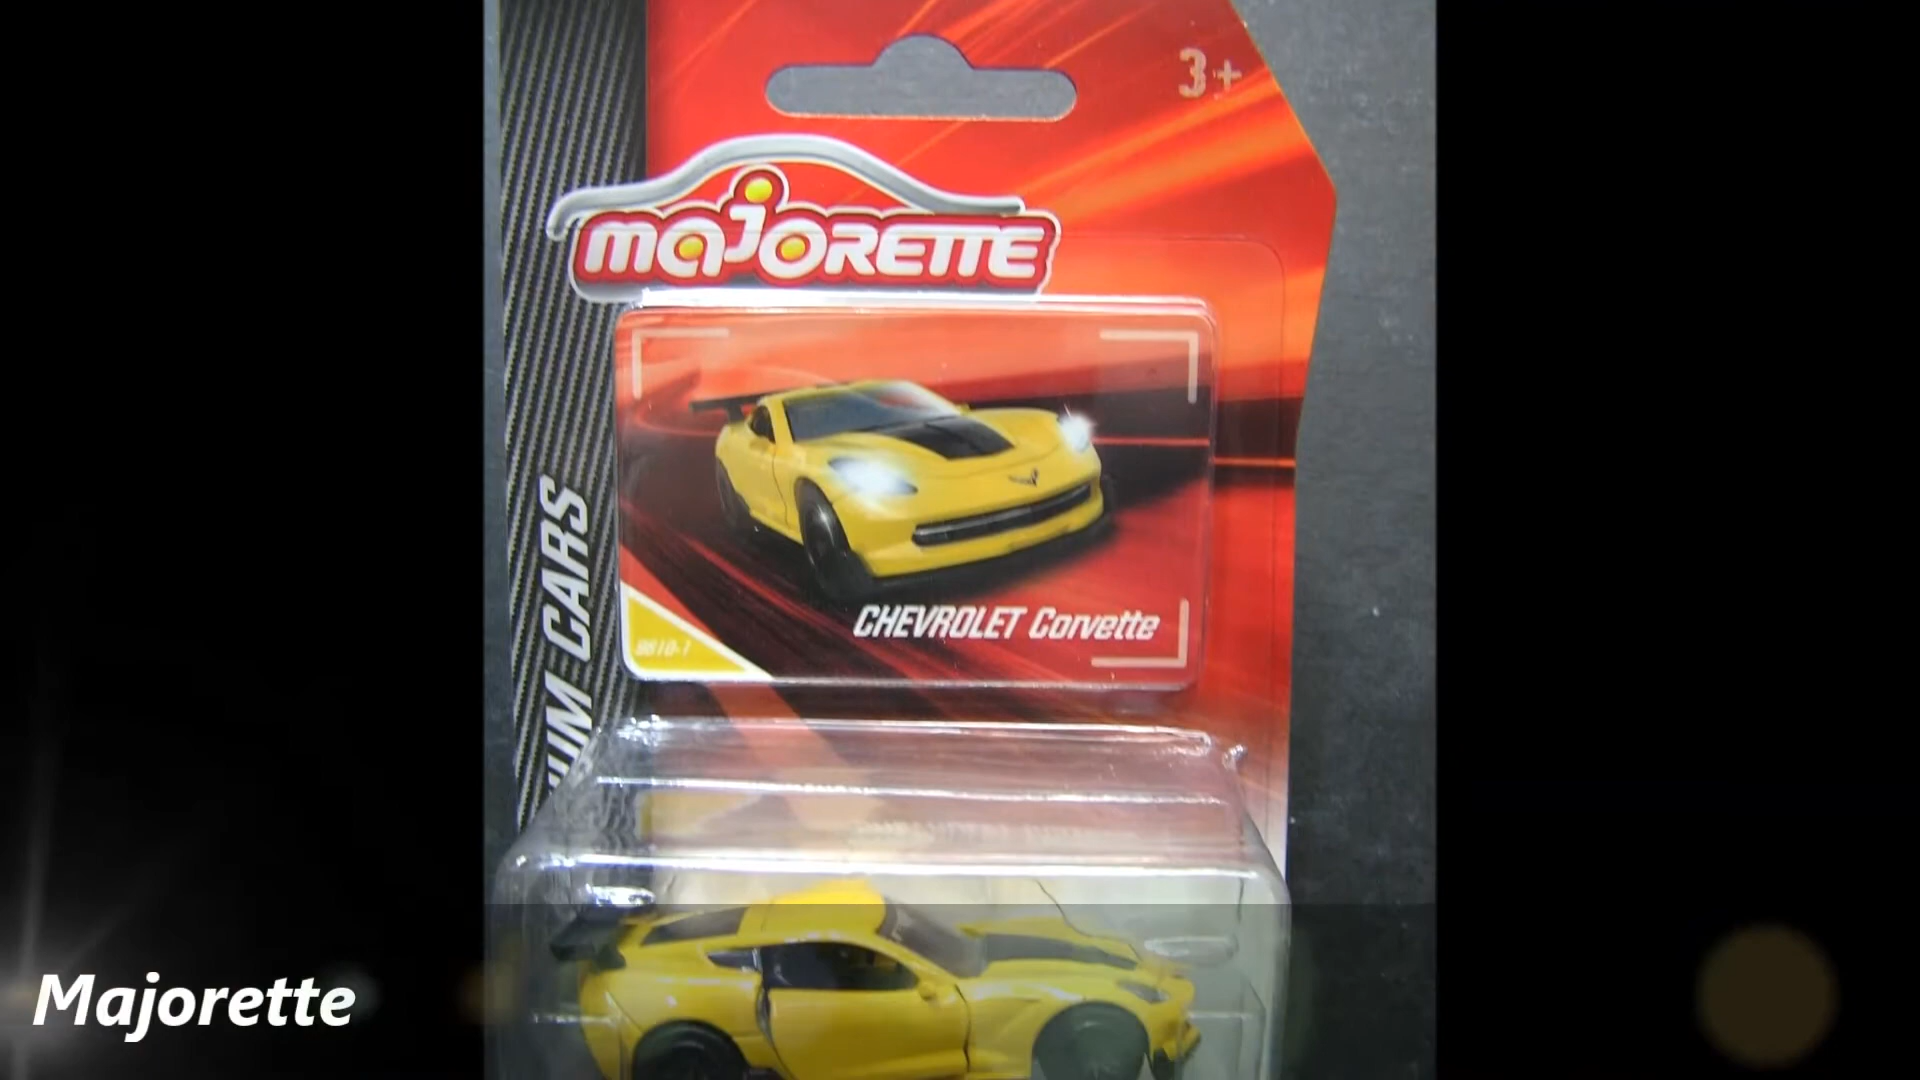 3+
MAJORETTE
CHEVROLET Corvette
UM CARS
Majorette